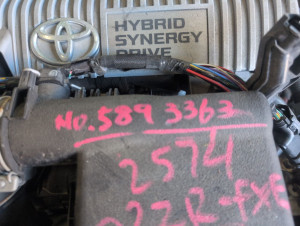 HYBRID
SYNERGY
DRIVE
No.589 3363
2574
2ZR-FXE